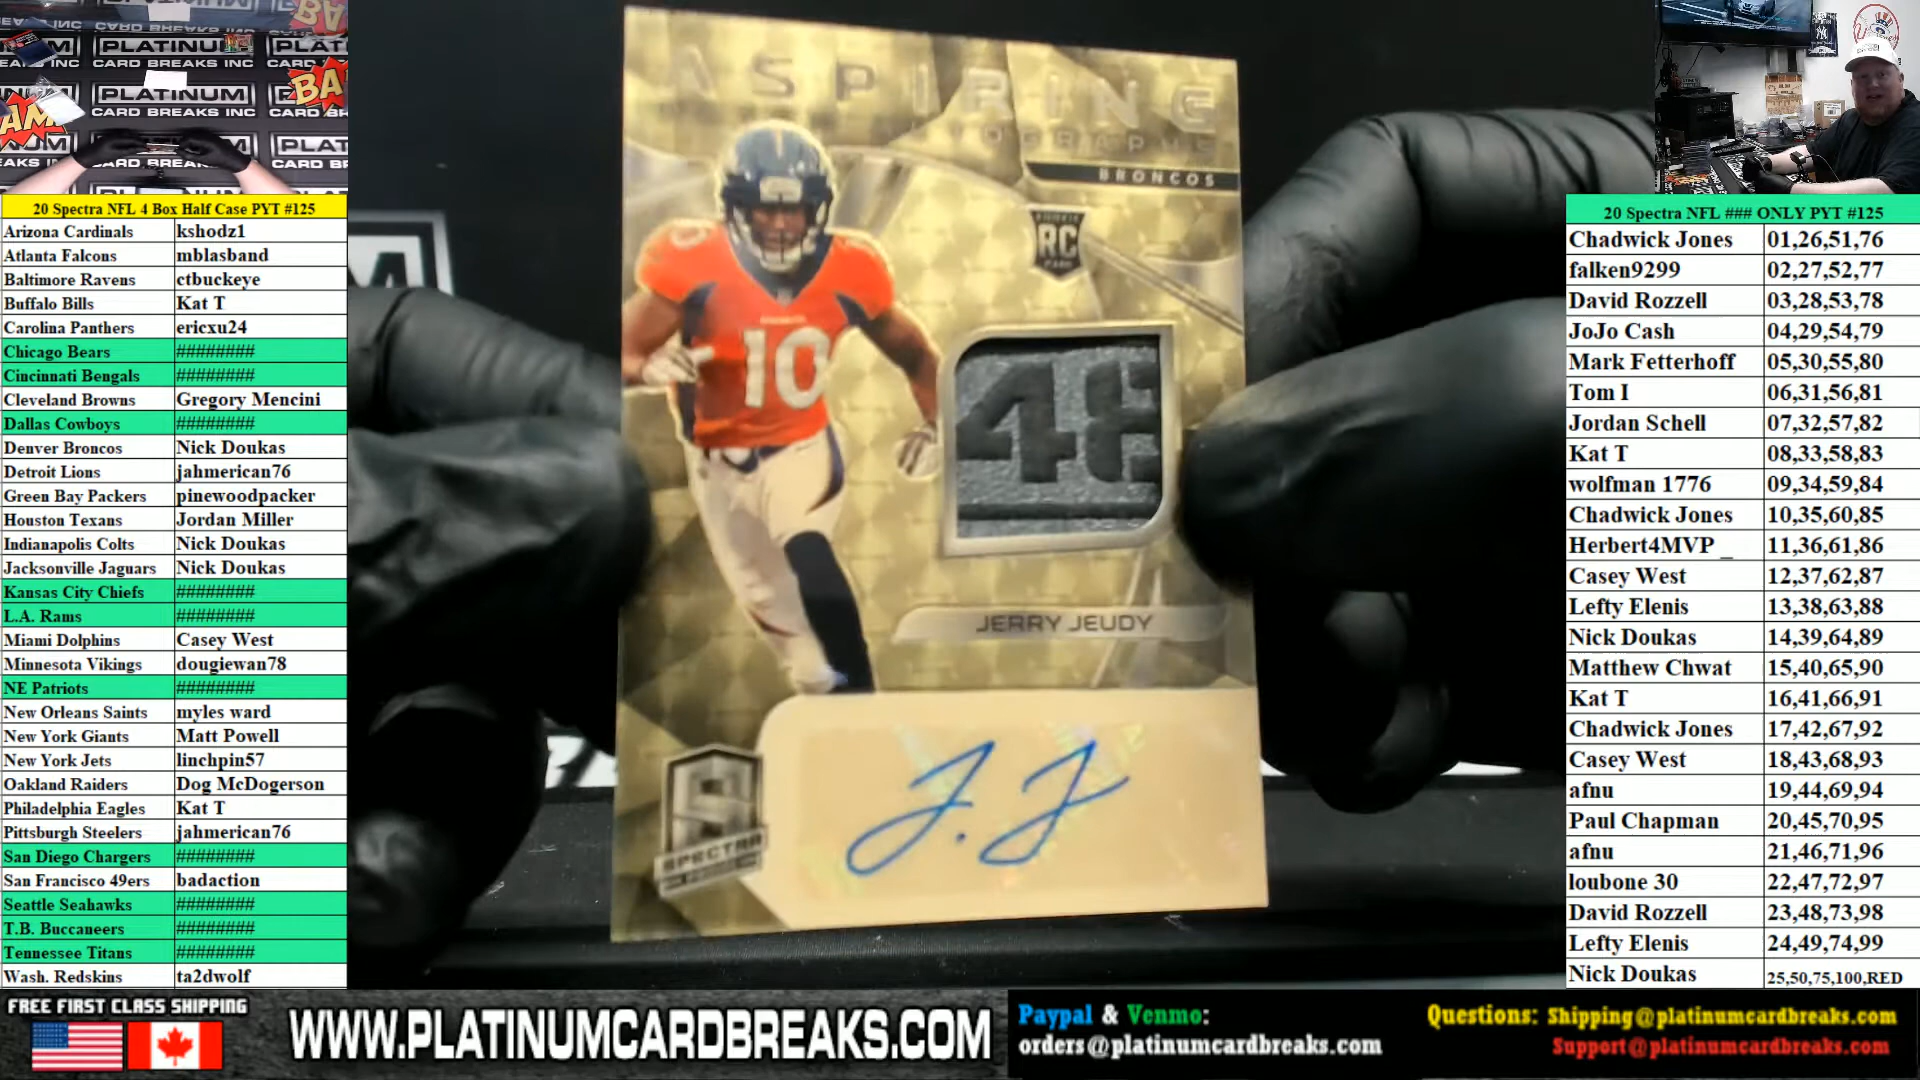 PLATINUM
CARD BREAKS INC
PLATINUM
CARD BREAKS INC
CARD BREAKS INC
BAM
20 Spectra NFL 4 Box Half Case PYT #125
Arizona Cardinals kshodz1
Atlanta Falcons mblasband
Baltimore Ravens ctbuckeye
Buffalo Bills Kat T
Carolina Panthers ericxu24
Chicago Bears ########
Cincinnati Bengals ########
Cleveland Browns Gregory Mencini
Dallas Cowboys ########
Denver Broncos Nick Doukas
Detroit Lions jahmerican76
Green Bay Packers pinewoodpacker
Houston Texans Jordan Miller
Indianapolis Colts Nick Doukas
Jacksonville Jaguars Nick Doukas
Kansas City Chiefs ########
L.A. Rams ########
Miami Dolphins Casey West
Minnesota Vikings dougiewan78
NE Patriots ########
New Orleans Saints myles ward
New York Giants Matt Powell
New York Jets linchpin57
Oakland Raiders Dog McDogerson
Philadelphia Eagles Kat T
Pittsburgh Steelers jahmerican76
San Diego Chargers ########
San Francisco 49ers badaction
Seattle Seahawks ########
T.B. Buccaneers ########
Tennessee Titans ########
Wash. Redskins ta2dwolf
ASPIRING
AUTOGRAPHS
BRONCOS
ROOKIE
RC
CARD
10
10
48
JERRY JEUDY
J. J
S
SPECTRA
20 Spectra NFL ### ONLY PYT #125
Chadwick Jones 01,26,51,76
falken9299 02,27,52,77
David Rozzell 03,28,53,78
JoJo Cash 04,29,54,79
Mark Fetterhoff 05,30,55,80
Tom I 06,31,56,81
Jordan Schell 07,32,57,82
Kat T 08,33,58,83
wolfman 1776 09,34,59,84
Chadwick Jones 10,35,60,85
Herbert4MVP _ 11,36,61,86
Casey West 12,37,62,87
Lefty Elenis 13,38,63,88
Nick Doukas 14,39,64,89
Matthew Chwat 15,40,65,90
Kat T 16,41,66,91
Chadwick Jones 17,42,67,92
Casey West 18,43,68,93
afnu 19,44,69,94
Paul Chapman 20,45,70,95
afnu 21,46,71,96
loubone 30 22,47,72,97
David Rozzell 23,48,73,98
Lefty Elenis 24,49,74,99
Nick Doukas 25,50,75,100,RED
FREE FIRST CLASS SHIPPING
WWW.PLATINUMCARDBREAKS.COM
Paypal & Venmo:
orders@platinumcardbreaks.com
Questions: Shipping@platinumcardbreaks.com
Support@platinumcardbreaks.com